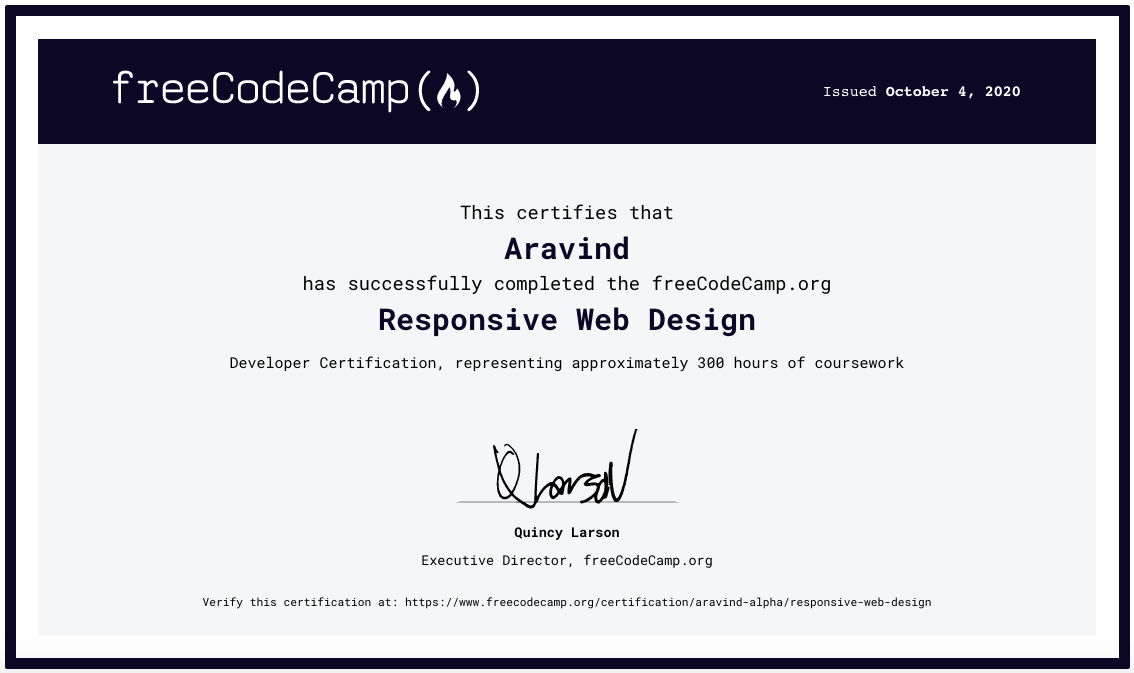 freeCodeCamp(🔥)
Issued October 4, 2020
This certifies that
Aravind
has successfully completed the freeCodeCamp.org
Responsive Web Design
Developer Certification, representing approximately 300 hours of coursework
Q Larson
Quincy Larson
Executive Director, freeCodeCamp.org
Verify this certification at: https://www.freecodecamp.org/certification/aravind-alpha/responsive-web-design